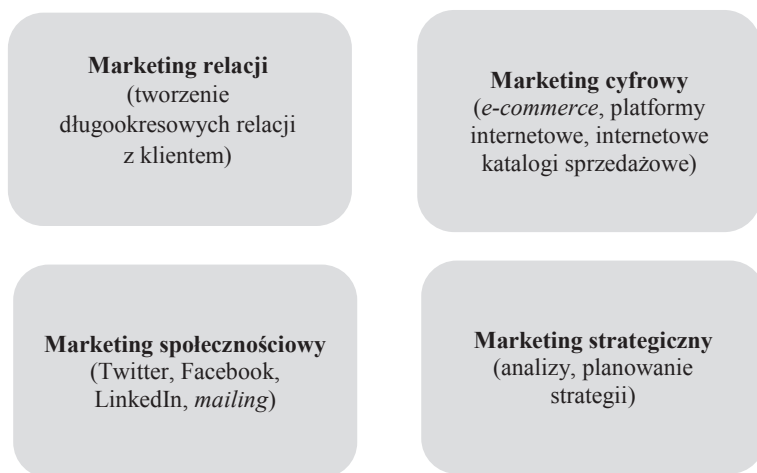 Marketing relacji
(tworzenie
długookresowych relacji
z klientem)
Marketing cyfrowy
(e-commerce, platformy
internetowe, internetowe
katalogi sprzedażowe)
Marketing społecznościowy
(Twitter, Facebook,
LinkedIn, mailing)
Marketing strategiczny
(analizy, planowanie
strategii)